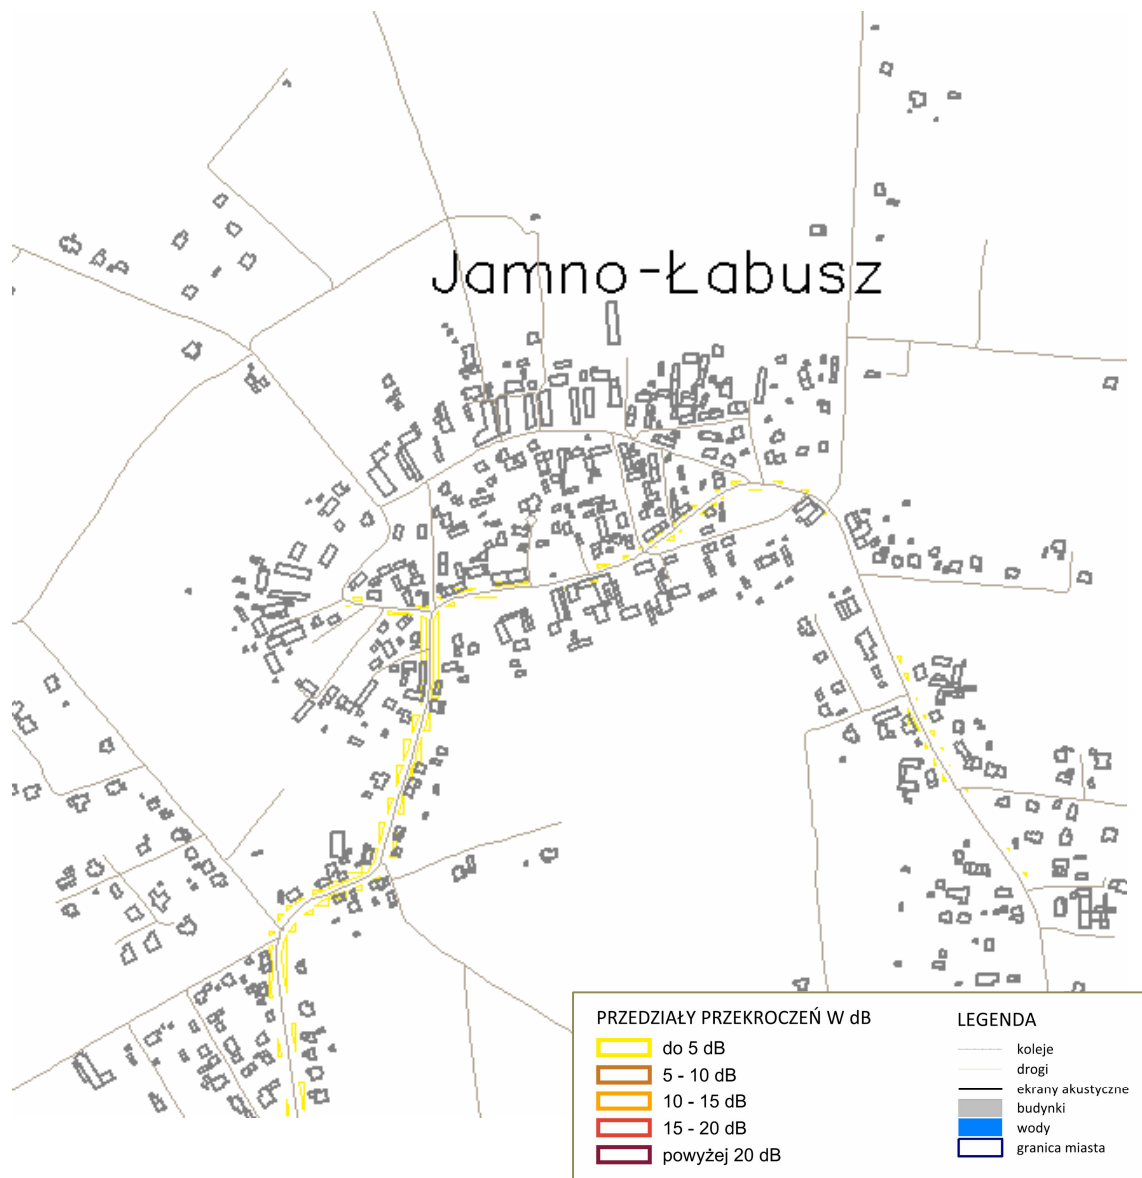 Jamno-Łabusz
PRZEDZIAŁY PRZEKROCZEŃ W dB
do 5 dB
5 - 10 dB
10 - 15 dB
15 - 20 dB
powyżej 20 dB
LEGENDA
koleje
drogi
ekrany akustyczne
budynki
wody
granica miasta